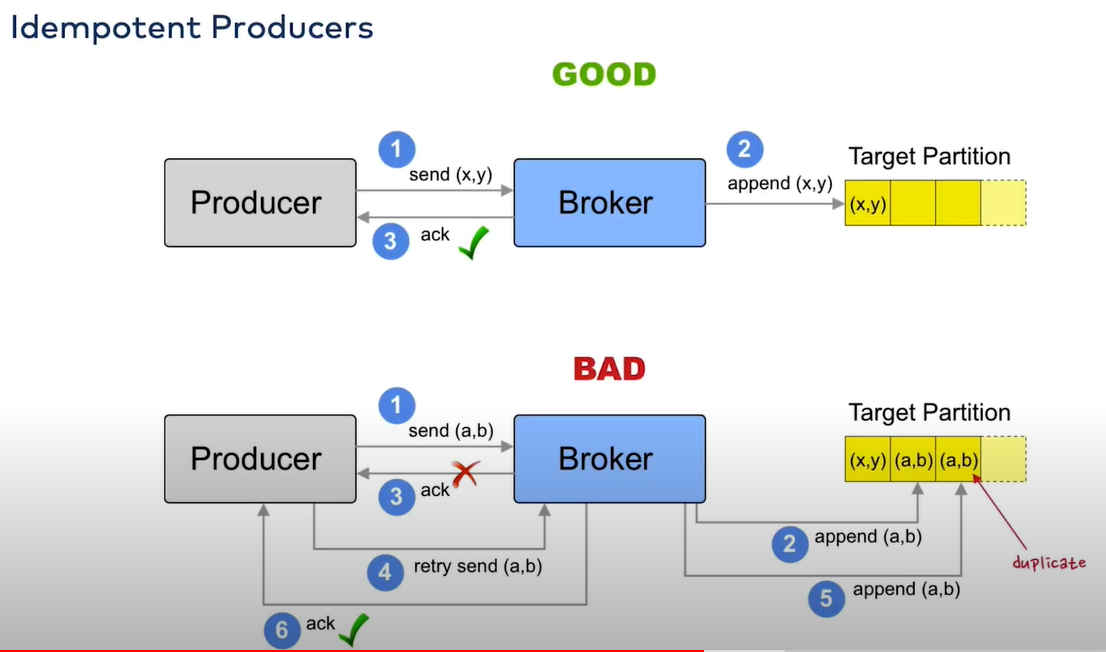 Idempotent Producers
GOOD
1
send (x,y)
Producer
3
ack
Broker
2
append (x,y)
Target Partition
(x,y)
BAD
1
send (a,b)
Producer
3
ack
Broker
Target Partition
(x,y) (a,b) (a,b)
2
append (a,b)
duplicate
4
retry send (a,b)
5
append (a,b)
6
ack